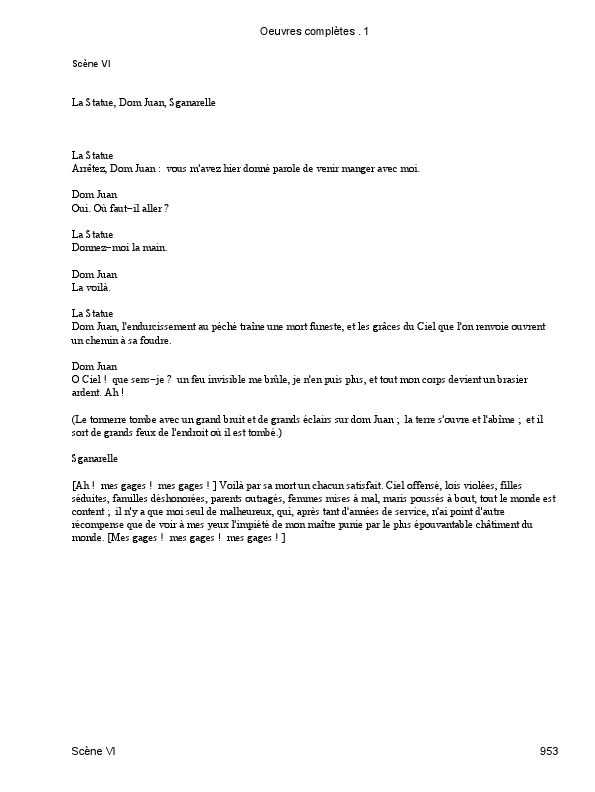 Oeuvres complètes . 1
Scène VI
La Statue, Dom Juan, Sganarelle
La Statue
Arrêtez, Dom Juan : vous m'avez hier donné parole de venir manger avec moi.
Dom Juan
Oui. Où faut-il aller ?
La Statue
Donnez-moi la main.
Dom Juan
La voilà.
La Statue
Dom Juan, l'endurcissement au péché traîne une mort funeste, et les grâces du Ciel que l'on renvoie ouvrent
un chemin à sa foudre.
Dom Juan
O Ciel ! que sens-je ? un feu invisible me brûle, je n'en puis plus, et tout mon corps devient un brasier
ardent. Ah !
(Le tonnerre tombe avec un grand bruit et de grands éclairs sur dom Juan ; la terre s'ouvre et l'abîme ; et il
sort de grands feux de l'endroit où il est tombé.)
Sganarelle
[Ah ! mes gages ! mes gages ! ] Voilà par sa mort un chacun satisfait. Ciel offensé, lois violées, filles
séduites, familles déshonorées, parents outragés, femmes mises à mal, maris poussés à bout, tout le monde est
content ; il n'y a que moi seul de malheureux, qui, après tant d'années de service, n'ai point d'autre
récompense que de voir à mes yeux l'impiété de mon maître punie par le plus épouvantable châtiment du
monde. [Mes gages ! mes gages ! mes gages ! ]
Scène VI 953